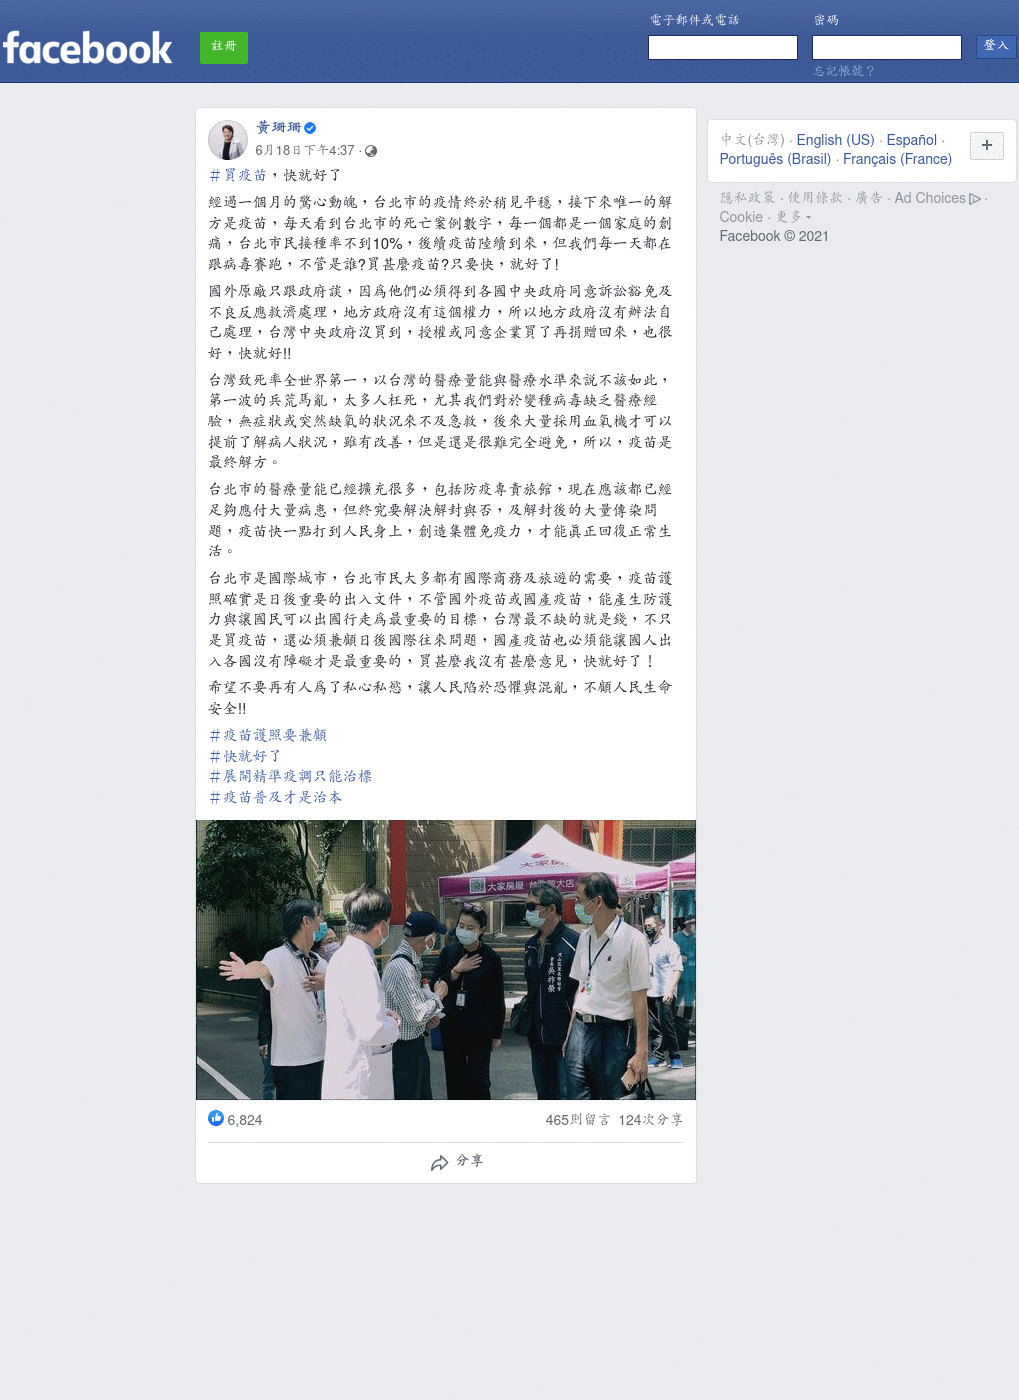 facebook
註冊
電子郵件或電話
密碼
登入
忘記帳號？
黃珊珊
6月18日下午4:37 ·
#買疫苗，快就好了
經過一個月的驚心動魄，台北市的疫情終於稍見平穩，接下來唯一的解
方是疫苗，每天看到台北市的死亡案例數字，每一個都是一個家庭的創
痛，台北市民接種率不到10%，後續疫苗陸續到來，但我們每一天都在
跟病毒賽跑，不管是誰?買甚麼疫苗?只要快，就好了!
國外原廠只跟政府談，因為他們必須得到各國中央政府同意訴訟豁免及
不良反應救濟處理，地方政府沒有這個權力，所以地方政府沒有辦法自
己處理，台灣中央政府沒買到，授權或同意企業買了再捐贈回來，也很
好，快就好!!
台灣致死率全世界第一，以台灣的醫療量能與醫療水準來說不該如此，
第一波的兵荒馬亂，太多人枉死，尤其我們對於變種病毒缺乏醫療經
驗，無症狀或突然缺氧的狀況來不及急救，後來大量採用血氧機才可以
提前了解病人狀況，雖有改善，但是還是很難完全避免，所以，疫苗是
最終解方。
台北市的醫療量能已經擴充很多，包括防疫專責旅館，現在應該都已經
足夠應付大量病患，但終究要解決解封與否，及解封後的大量傳染問
題，疫苗快一點打到人民身上，創造集體免疫力，才能真正回復正常生
活。
台北市是國際城市，台北市民大多都有國際商務及旅遊的需要，疫苗護
照確實是日後重要的出入文件，不管國外疫苗或國產疫苗，能產生防護
力與讓國民可以出國行走為最重要的目標，台灣最不缺的就是錢，不只
是買疫苗，還必須兼顧日後國際往來問題，國產疫苗也必須能讓國人出
入各國沒有障礙才是最重要的，買甚麼我沒有甚麼意見，快就好了！
希望不要再有人為了私心私慾，讓人民陷於恐懼與混亂，不顧人民生命
安全!!
#疫苗護照要兼顧
#快就好了
#展開精準疫調只能治標
#疫苗普及才是治本
大家房屋
大家房屋
大店
吳祚榮
6,824
465則留言 124次分享
分享
中文(台灣) · English (US) · Español ·
Português (Brasil) · Français (France)
+
隱私政策 · 使用條款 · 廣告 · Ad Choices ·
Cookie · 更多
Facebook © 2021